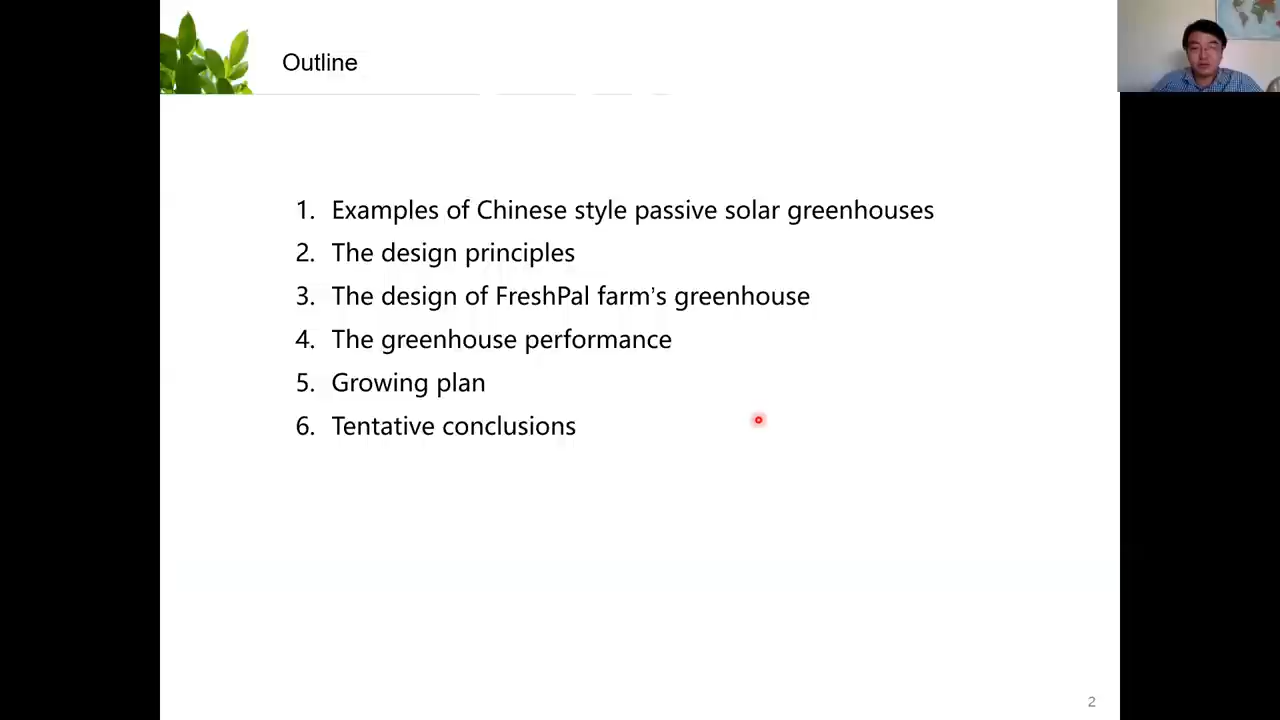 Outline
1. Examples of Chinese style passive solar greenhouses
2. The design principles
3. The design of FreshPal farm's greenhouse
4. The greenhouse performance
5. Growing plan
6. Tentative conclusions
2